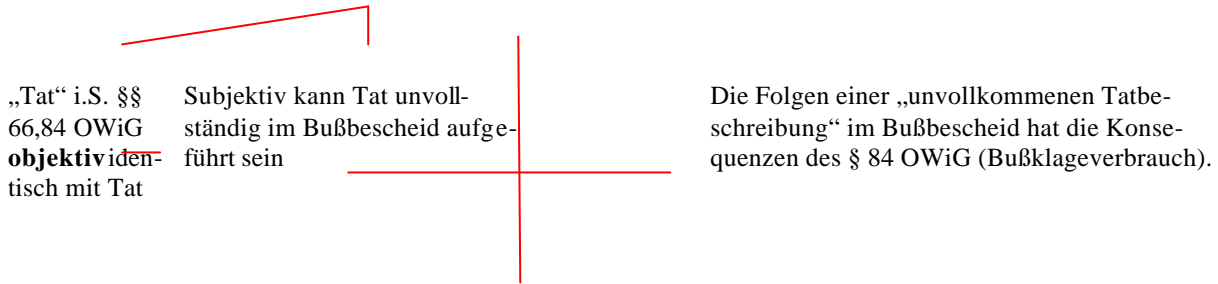 „Tat“ i.S. §§
66,84 OWiG
objektiv iden-
tisch mit Tat
Subjektiv kann Tat unvoll-
ständig im Bußbescheid aufge-
führt sein
Die Folgen einer „unvollkommenen Tatbe-
schreibung“ im Bußbescheid hat die Konse-
quenzen des § 84 OWiG (Bußklageverbrauch).